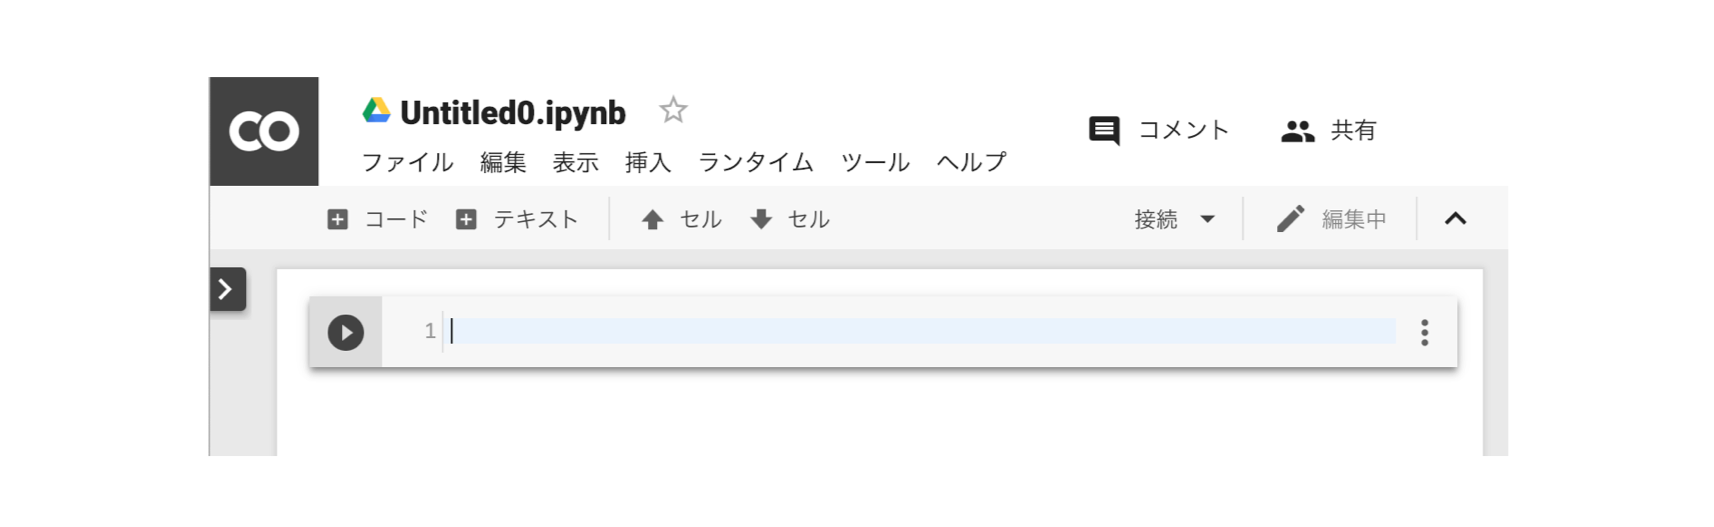 CO Untitled0.ipynb
コメント 共有
ファイル 編集 表示 挿入 ランタイム ツール ヘルプ
コード テキスト セル セル 接続 編集中
1